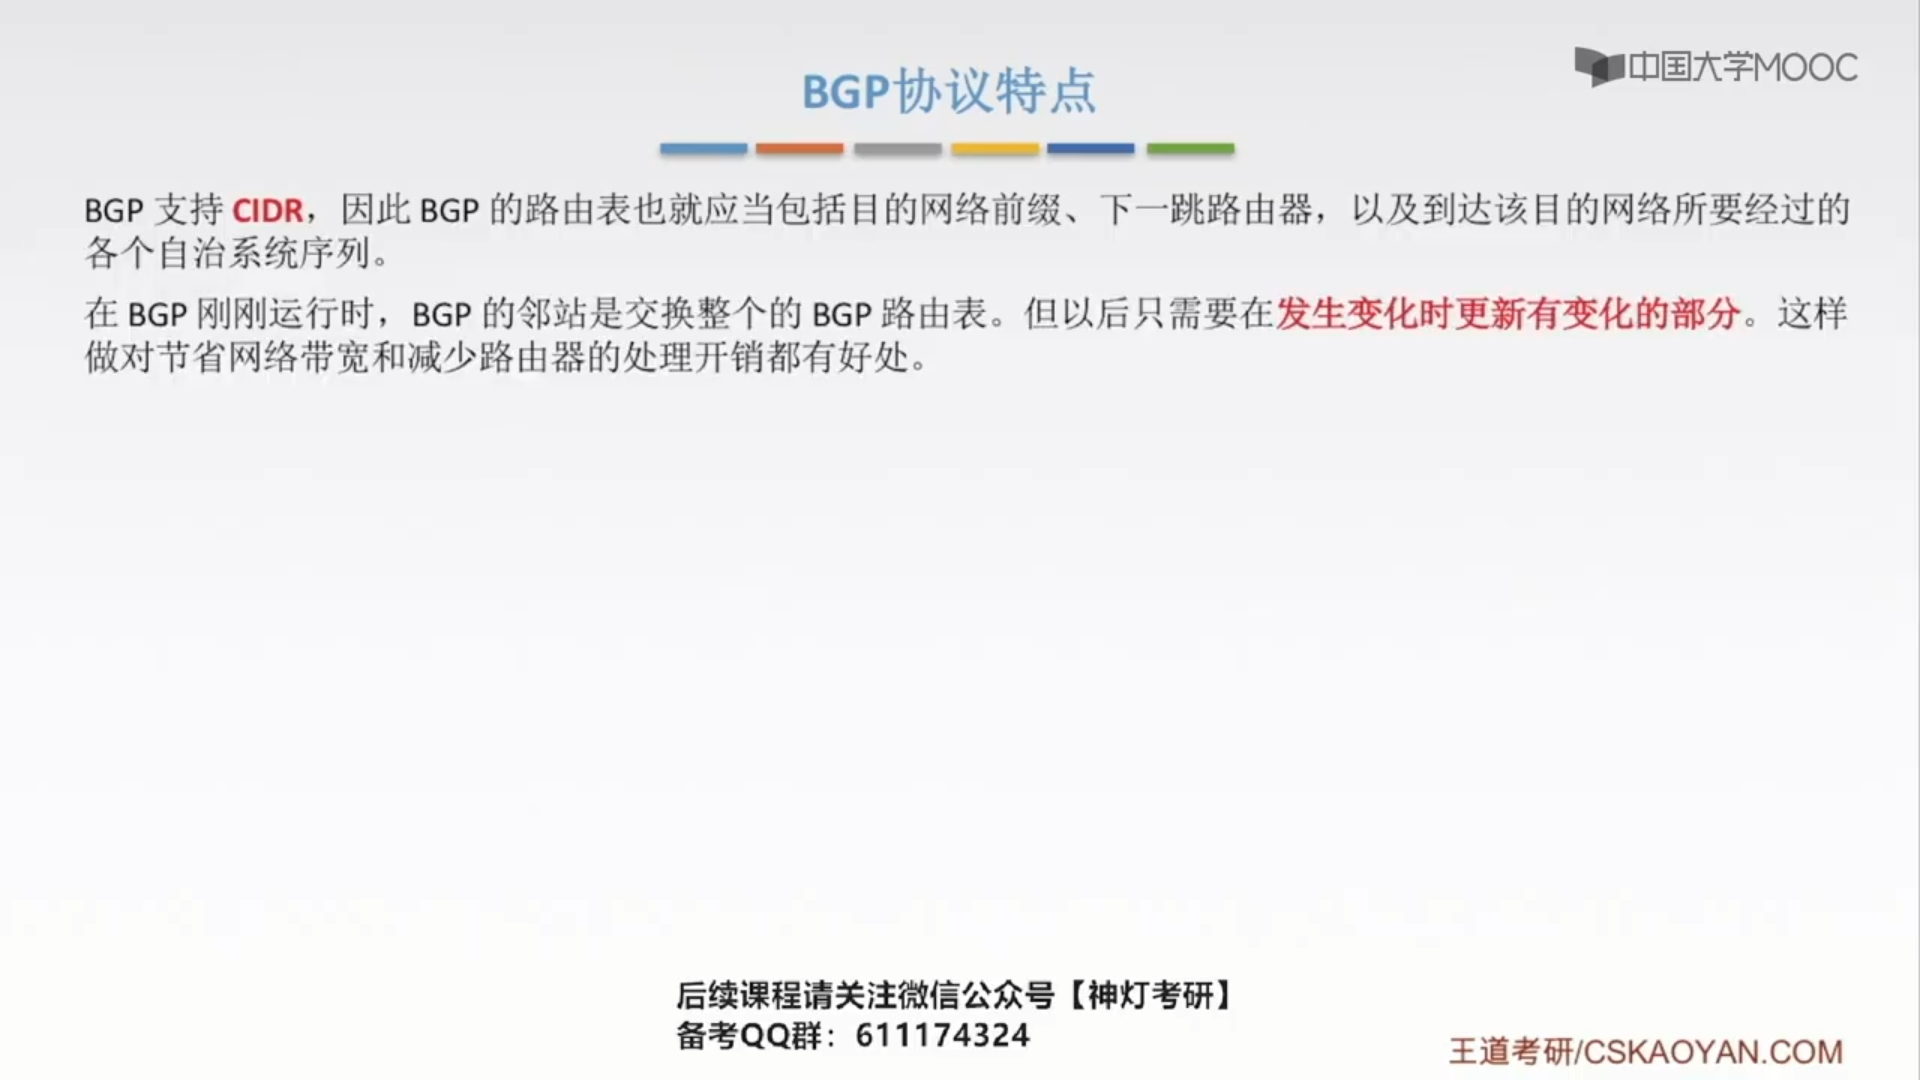 中国大学MOOC
BGP协议特点
BGP 支持 CIDR，因此 BGP 的路由表也就应当包括目的网络前缀、下一跳路由器，以及到达该目的网络所要经过的
各个自治系统序列。
在 BGP 刚刚运行时，BGP 的邻站是交换整个的 BGP 路由表。但以后只需要在发生变化时更新有变化的部分。这样
做对节省网络带宽和减少路由器的处理开销都有好处。
后续课程请关注微信公众号【神灯考研】
备考QQ群：611174324
王道考研/CSKAOYAN.COM